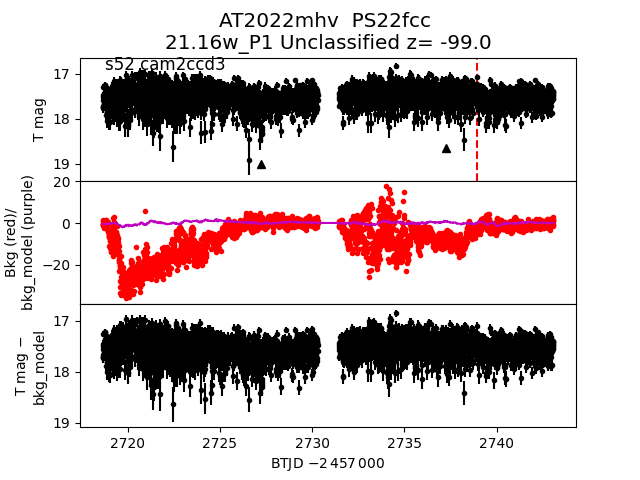 AT2022mhv PS22fcc
21.16w_P1 Unclassified z= -99.0
s52 cam2ccd3
17
18
19
T mag
20
0
−20
Bkg (red)/
bkg_model (purple)
17
18
19
T mag −
bkg_model
2720
2725
2730
2735
2740
BTJD −2 457 000